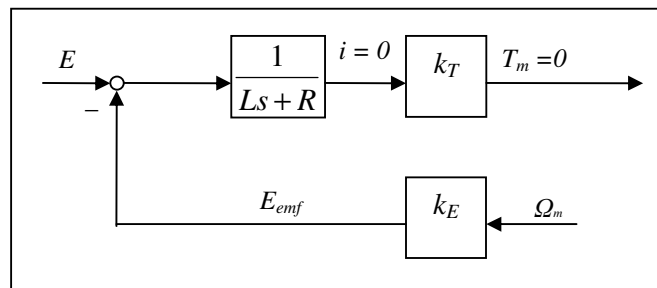 E
−
1
Ls + R
i = 0
k_T
T_m =0
E_emf
k_E
Ω_m